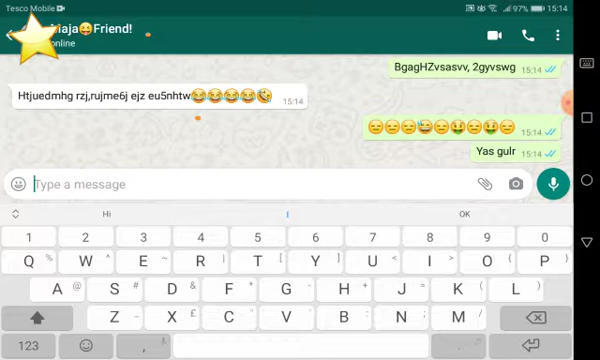 Tesco Mobile 97% 15:14
iaja😜Friend!
online
BgagHZvsasvv, 2gyvswg 15:14
Htjuedmhg rzj,rujme6j ejz eu5nhtw😂😂😂😂🤣 15:14
😑😑😑😅😑🤑😑🤑😑 15:14
Yas gulr 15:14
Type a message
Hi I OK
1 2 3 4 5 6 7 8 9 0
Q % W ^ E ~ R | T [ Y ] U < I > O { P }
A @ S # D & F * G - H + J = K ( L )
Z _ X £ C " V ' B : N ; M /
123 , .